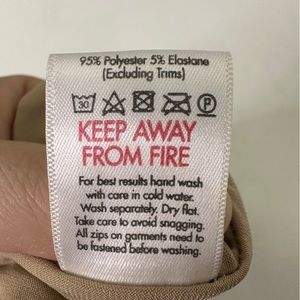 95% Polyester 5% Elastane
(Excluding Trims)
30
P
KEEP AWAY
FROM FIRE
For best results hand wash
with care in cold water.
Wash separately. Dry flat.
Take care to avoid snagging.
All zips on garments need to
be fastened before washing.